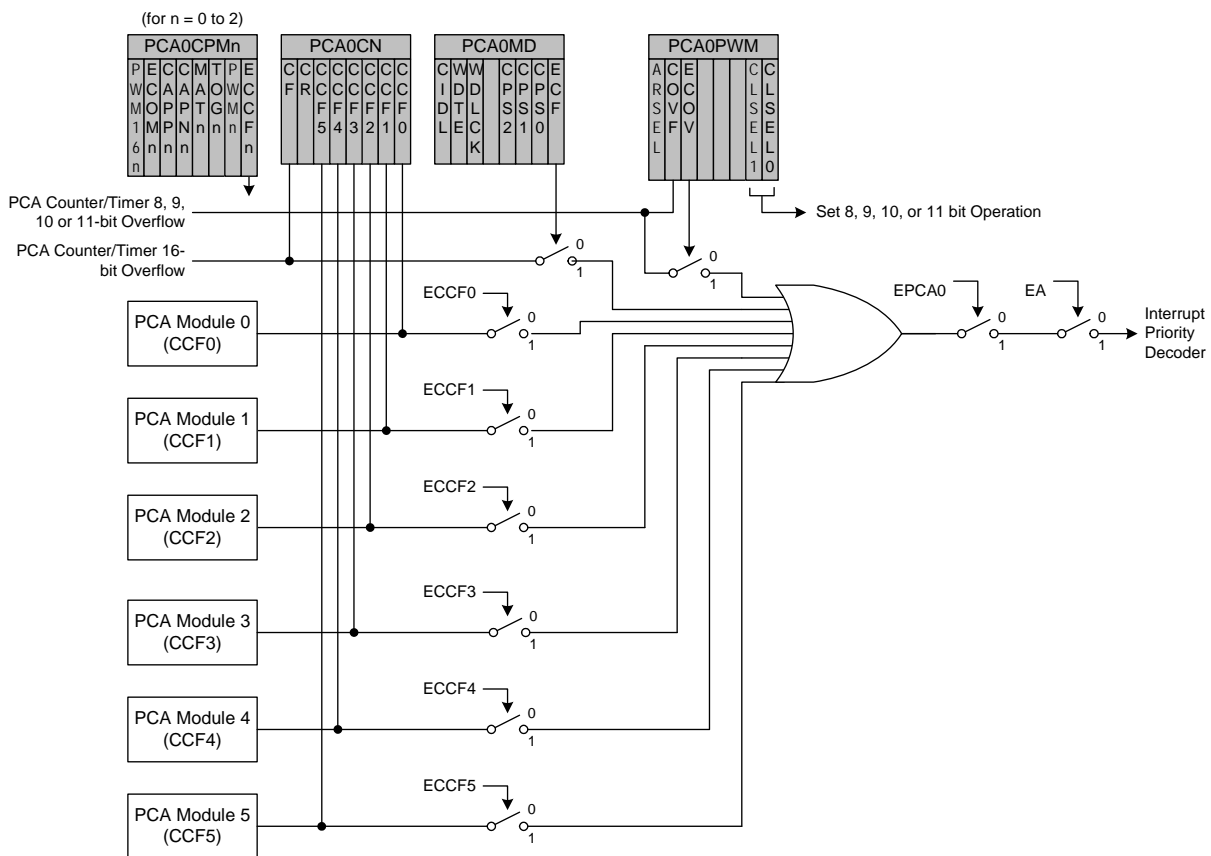 (for n = 0 to 2)
PCA0CPMn
PWM16n
ECOMn
CAPPn
CAPNn
MATn
TOGn
PWMn
ECCFn
PCA0CN
CF
CR
CCF5
CCF4
CCF3
CCF2
CCF1
CCF0
PCA0MD
CIDL
WDTE
WDLCK
CPS2
CPS1
CPS0
ECF
PCA0PWM
ARSEL
COVF
ECOV
CLSEL1
CLSEL0
PCA Counter/Timer 8, 9,
10 or 11-bit Overflow
Set 8, 9, 10, or 11 bit Operation
PCA Counter/Timer 16-
bit Overflow
0
1
0
1
PCA Module 0
(CCF0)
ECCF0
0
1
EPCA0
0
1
EA
0
1
Interrupt
Priority
Decoder
PCA Module 1
(CCF1)
ECCF1
0
1
PCA Module 2
(CCF2)
ECCF2
0
1
PCA Module 3
(CCF3)
ECCF3
0
1
PCA Module 4
(CCF4)
ECCF4
0
1
PCA Module 5
(CCF5)
ECCF5
0
1